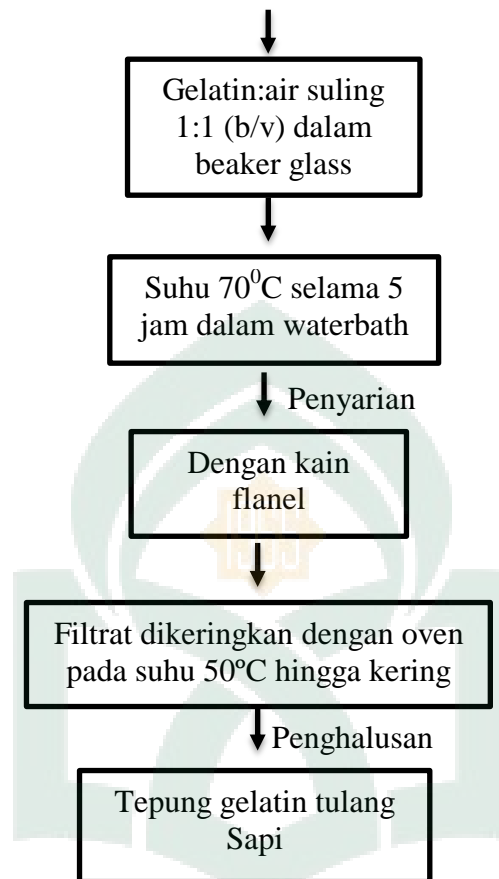 Gelatin:air suling
1:1 (b/v) dalam
beaker glass
Suhu 70⁰C selama 5
jam dalam waterbath
Penyarian
Dengan kain
flanel
Filtrat dikeringkan dengan oven
pada suhu 50ºC hingga kering
Penghalusan
Tepung gelatin tulang
Sapi